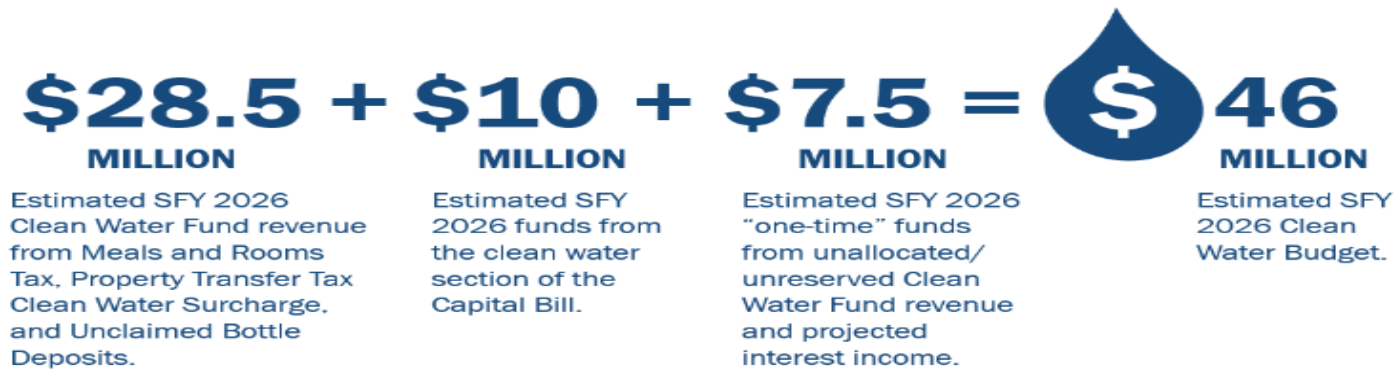 $28.5 + $10 + $7.5 = $46
MILLION MILLION MILLION MILLION
Estimated SFY 2026
Clean Water Fund revenue
from Meals and Rooms
Tax, Property Transfer Tax
Clean Water Surcharge,
and Unclaimed Bottle
Deposits.
Estimated SFY
2026 funds from
the clean water
section of the
Capital Bill.
Estimated SFY 2026
“one-time” funds
from unallocated/
unreserved Clean
Water Fund revenue
and projected
interest income.
Estimated SFY
2026 Clean
Water Budget.